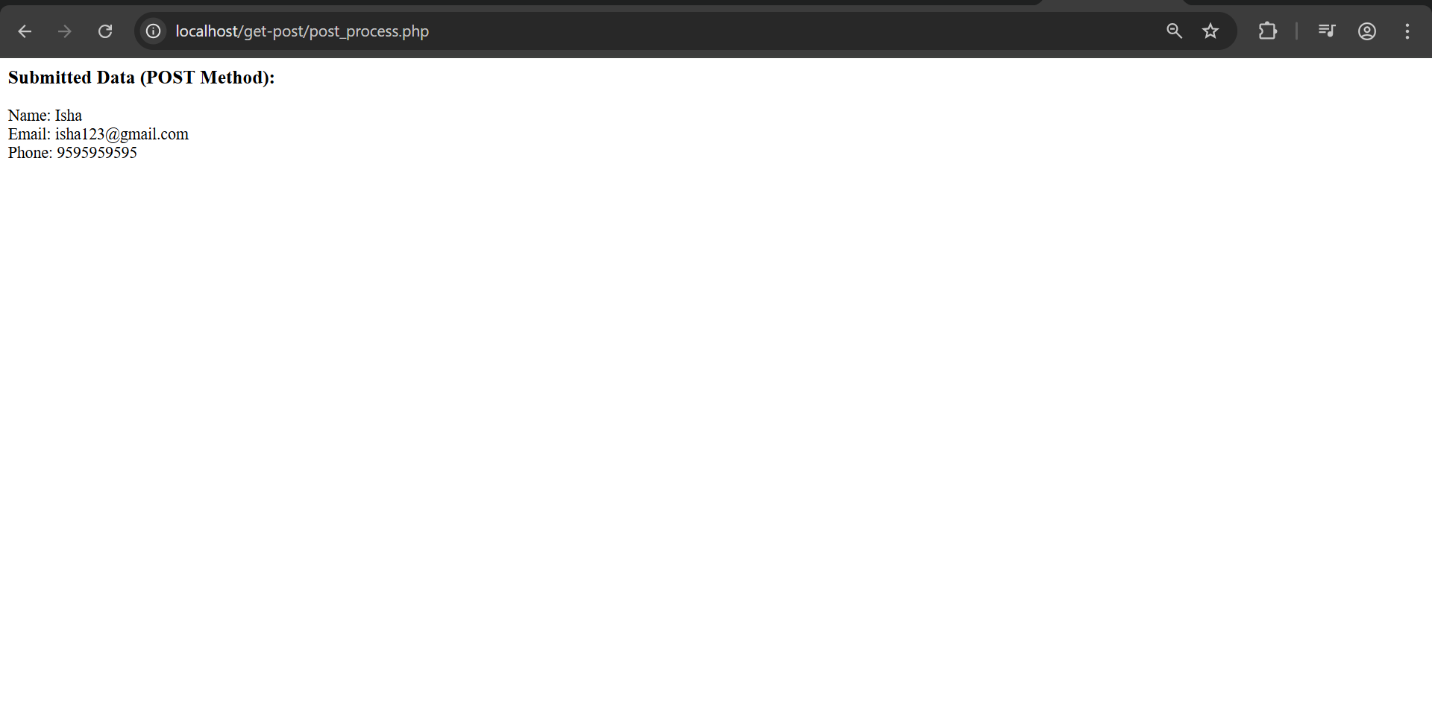 localhost/get-post/post_process.php
Submitted Data (POST Method):
Name: Isha
Email: isha123@gmail.com
Phone: 9595959595